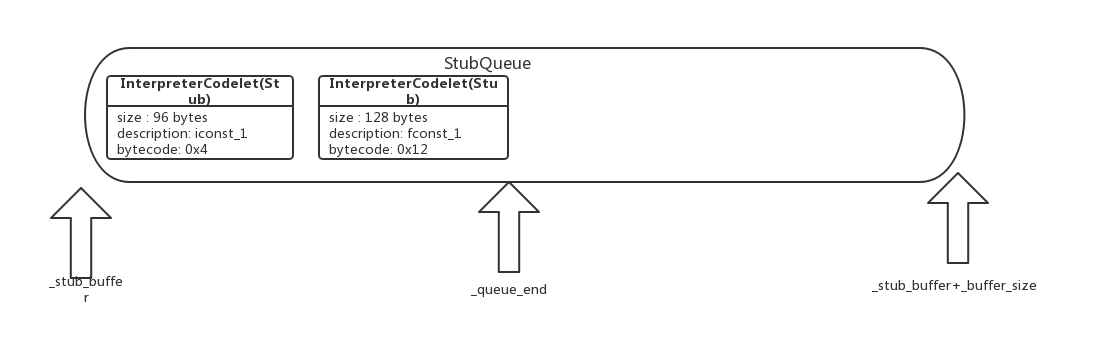 StubQueue
InterpreterCodelet(St
ub)
size : 96 bytes
description: iconst_1
bytecode: 0x4
InterpreterCodelet(Stu
b)
size : 128 bytes
description: fconst_1
bytecode: 0x12
_stub_buffe
r
_queue_end
_stub_buffer+_buffer_size